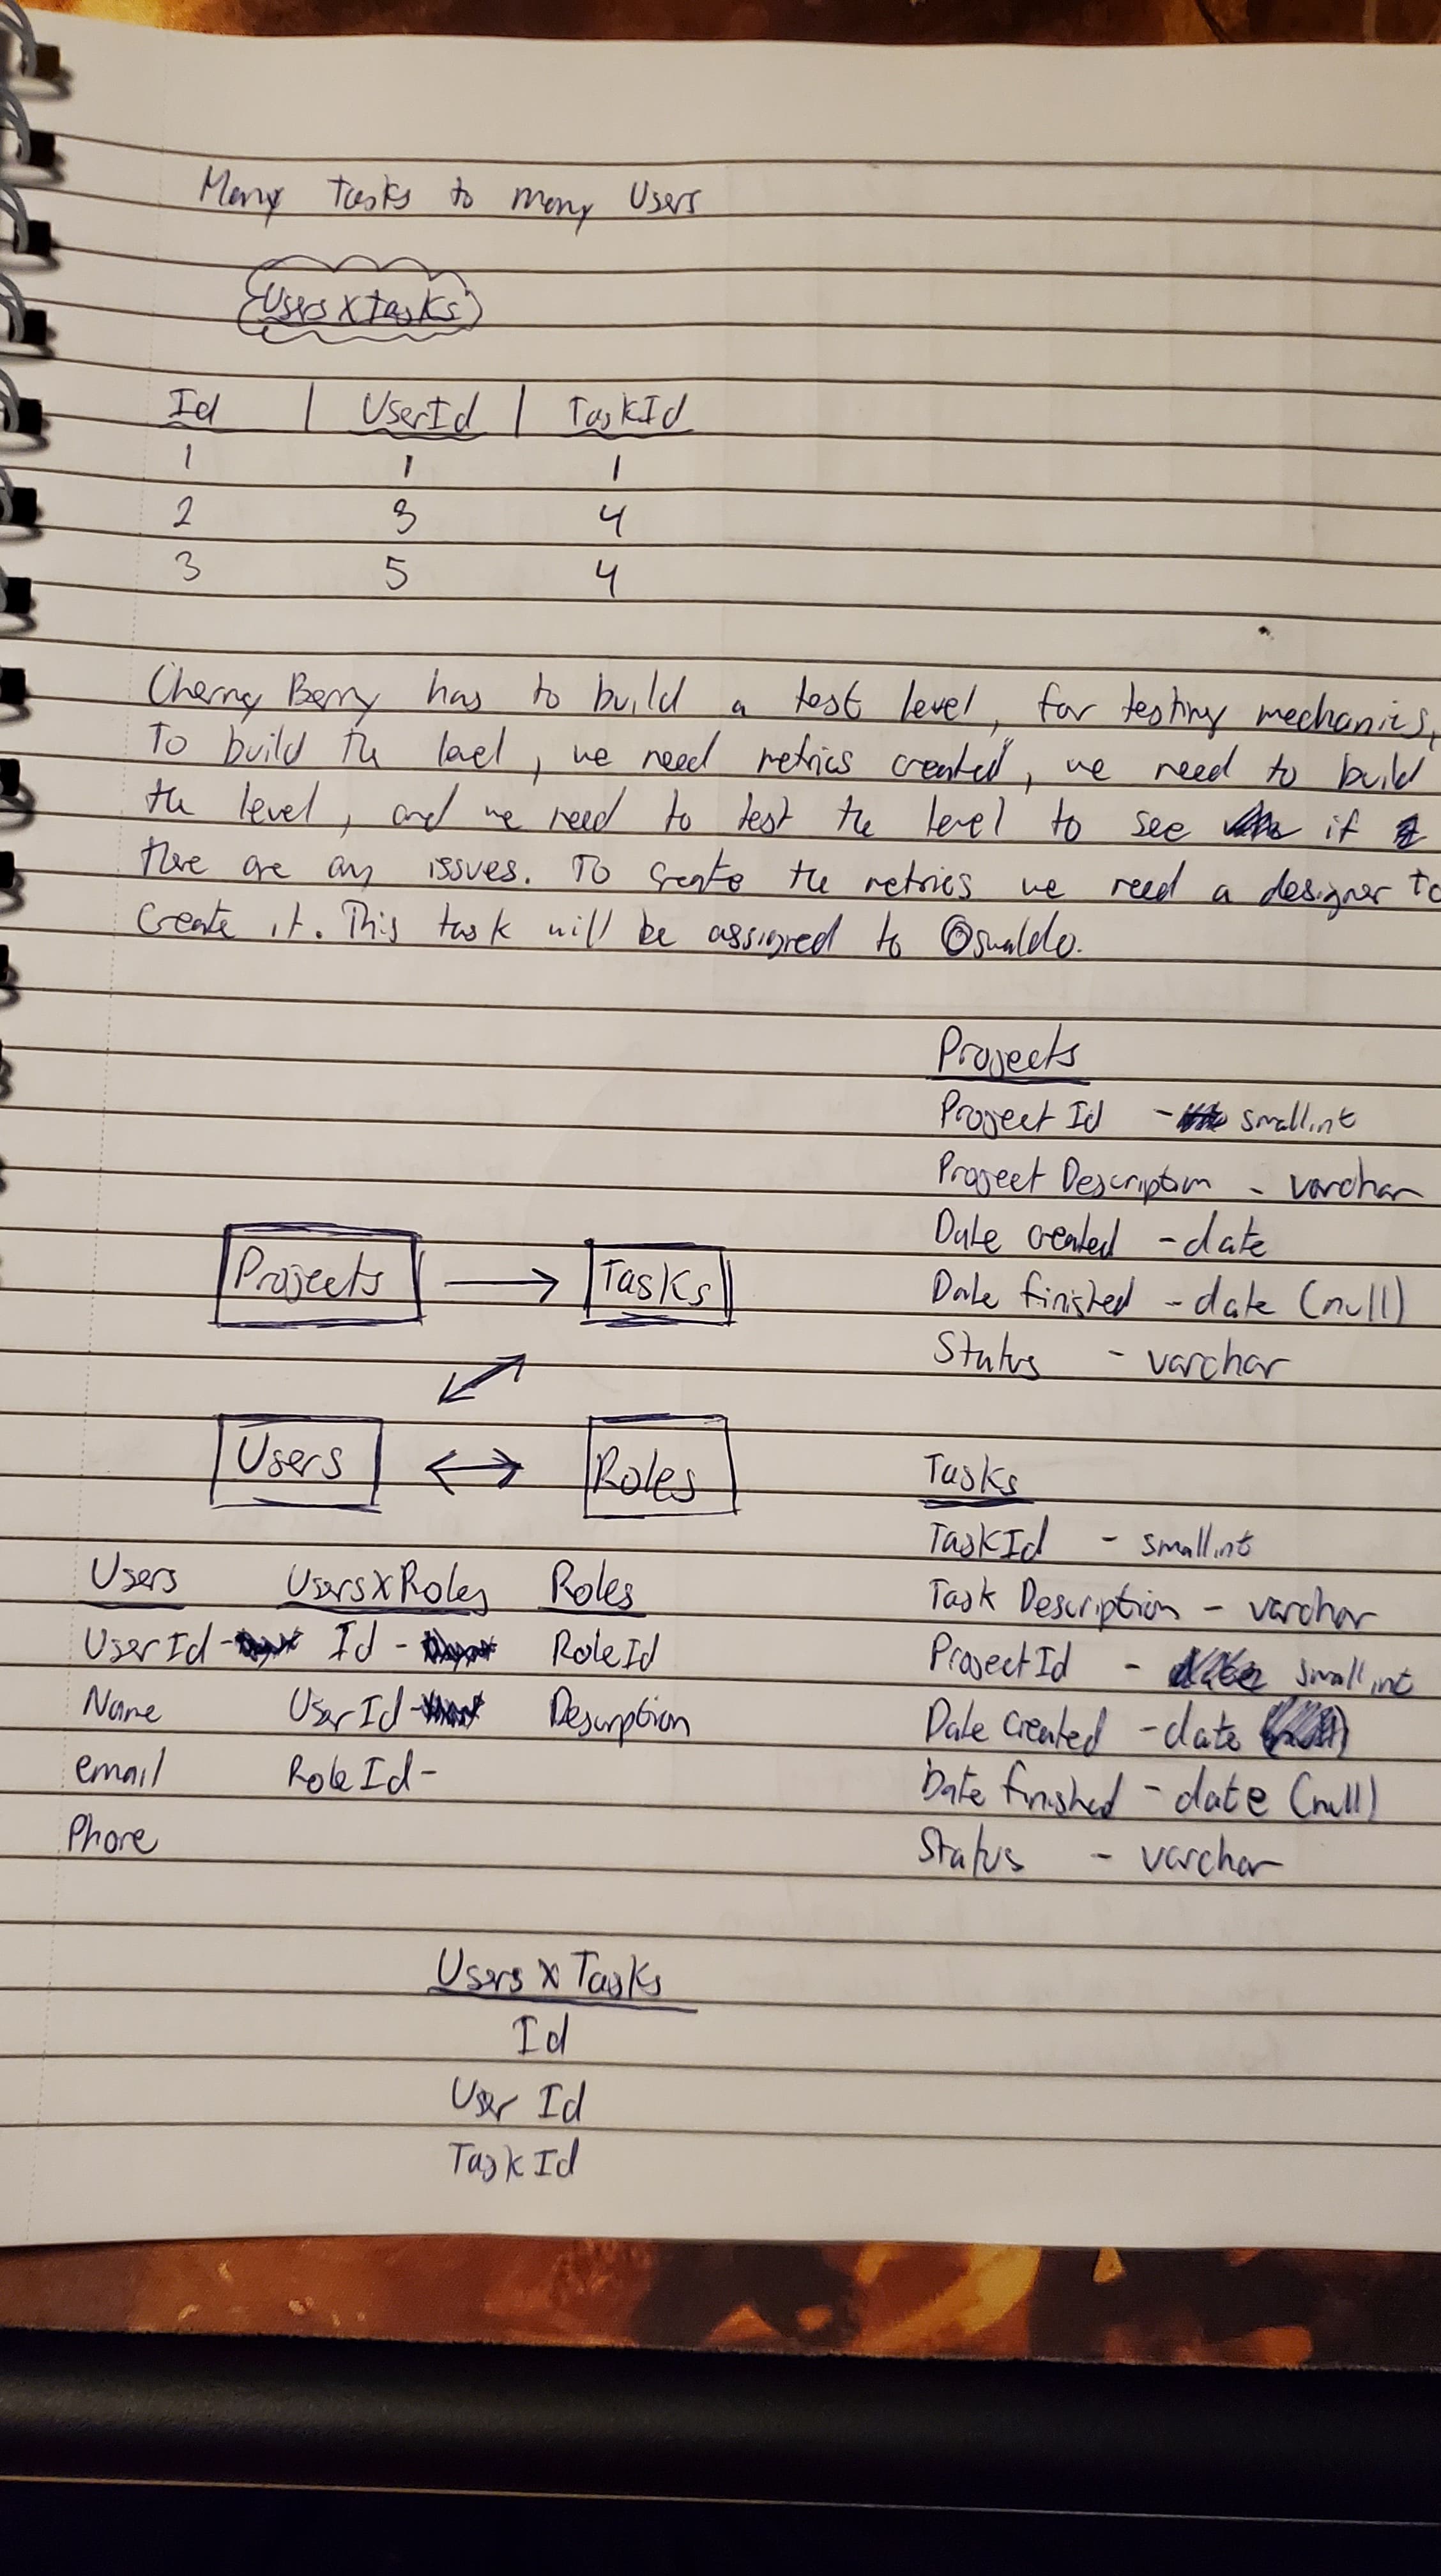 Many tasks to many Users
UsersxTasks
Id | UserId | TaskId
1 1 1
2 3 4
3 5 4
Cherry Berry has to build a test level, for testing mechanics,
To build the level, we need metrics created, we need to build
the level, and we need to test the level to see if
there are any issues. To create the metrics we need a designer to
create it. This task will be assigned to Oswaldo.
Projects
Project Id - smallint
Project Description - varchar
Date created - date
Date finished - date (null)
Status - varchar
Projects → Tasks
Users ↔ Roles
Tasks
TaskId - smallint
Task Description - varchar
ProjectId - smallint
Date created - date
Date finished - date (null)
Status - varchar
Users UsersxRoles Roles
UserId - Id - RoleId
Name UserId - Description
email RoleId -
Phone
UsersxTasks
Id
User Id
Task Id